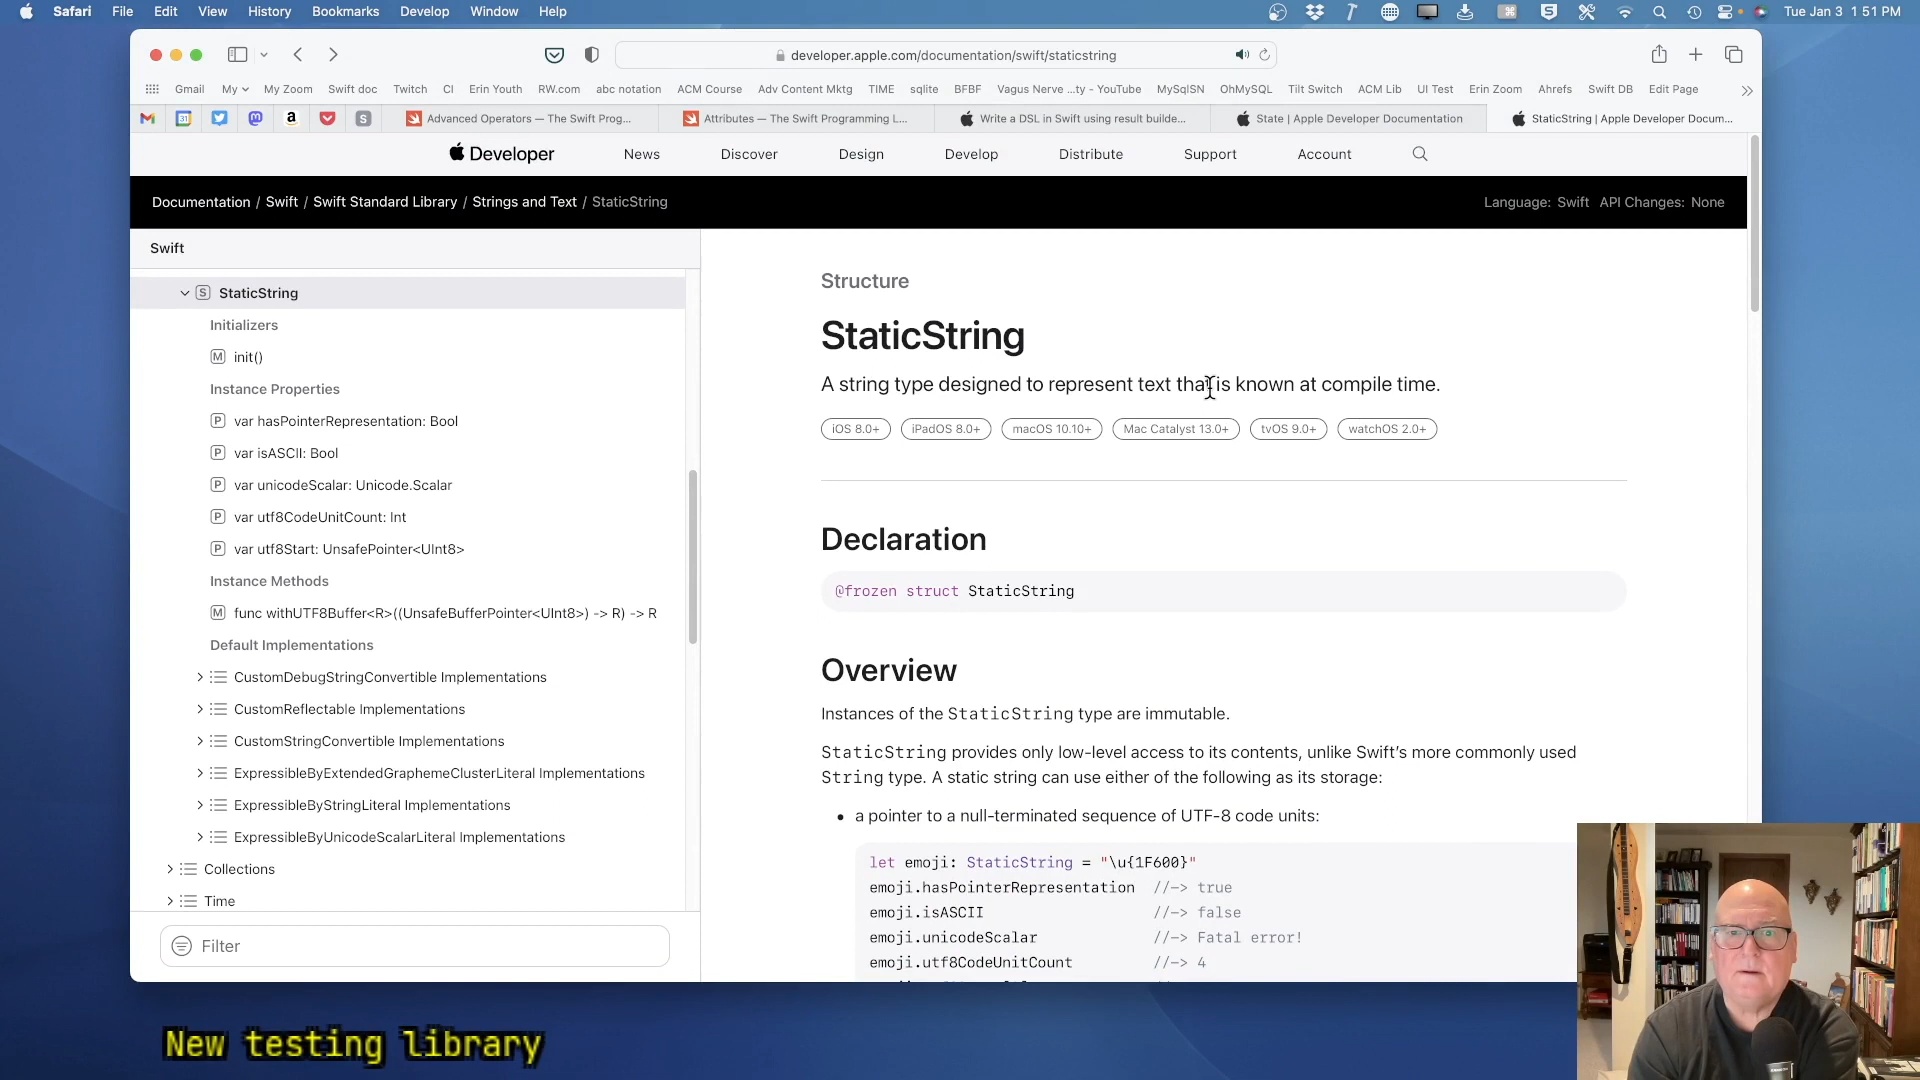 Safari File Edit View History Bookmarks Develop Window Help Tue Jan 3 1 51 PM
developer.apple.com/documentation/swift/staticstring
Gmail My My Zoom Swift doc Twitch CI Erin Youth RW.com abc notation ACM Course Adv Content Mktg TIME sqlite BFBF Vagus Nerve ...ty - YouTube MySqlSN OhMySQL Tilt Switch ACM Lib UI Test Erin Zoom Ahrefs Swift DB Edit Page
Advanced Operators — The Swift Prog... Attributes — The Swift Programming L... Write a DSL in Swift using result builde... State | Apple Developer Documentation StaticString | Apple Developer Docum...
Developer News Discover Design Develop Distribute Support Account
Documentation / Swift / Swift Standard Library / Strings and Text / StaticString Language: Swift API Changes: None
Swift
S StaticString
Initializers
M init()
Instance Properties
P var hasPointerRepresentation: Bool
P var isASCII: Bool
P var unicodeScalar: Unicode.Scalar
P var utf8CodeUnitCount: Int
P var utf8Start: UnsafePointer<UInt8>
Instance Methods
M func withUTF8Buffer<R>((UnsafeBufferPointer<UInt8>) -> R) -> R
Default Implementations
CustomDebugStringConvertible Implementations
CustomReflectable Implementations
CustomStringConvertible Implementations
ExpressibleByExtendedGraphemeClusterLiteral Implementations
ExpressibleByStringLiteral Implementations
ExpressibleByUnicodeScalarLiteral Implementations
Collections
Time
Filter
Structure
StaticString
A string type designed to represent text that is known at compile time.
iOS 8.0+ iPadOS 8.0+ macOS 10.10+ Mac Catalyst 13.0+ tvOS 9.0+ watchOS 2.0+
Declaration
@frozen struct StaticString
Overview
Instances of the StaticString type are immutable.
StaticString provides only low-level access to its contents, unlike Swift's more commonly used
String type. A static string can use either of the following as its storage:
• a pointer to a null-terminated sequence of UTF-8 code units:
let emoji: StaticString = "\u{1F600}"
emoji.hasPointerRepresentation //-> true
emoji.isASCII //-> false
emoji.unicodeScalar //-> Fatal error!
emoji.utf8CodeUnitCount //-> 4
New testing library